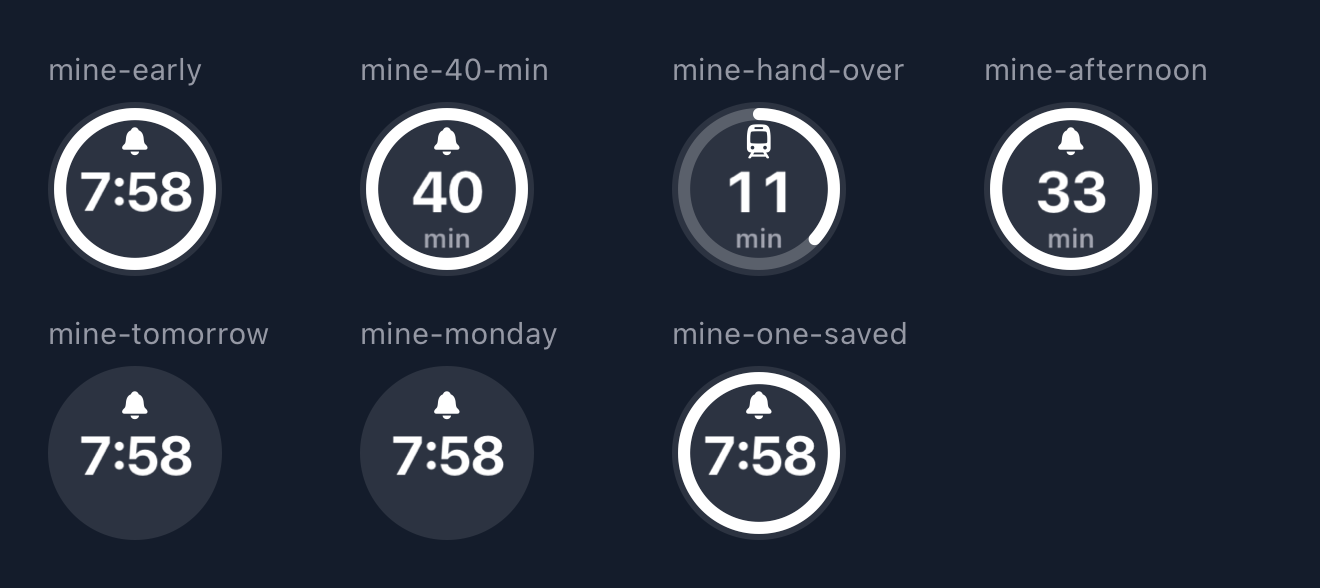 mine-early
mine-40-min
mine-hand-over
mine-afternoon
7:58
40
min
11
min
33
min
mine-tomorrow
mine-monday
mine-one-saved
7:58
7:58
7:58